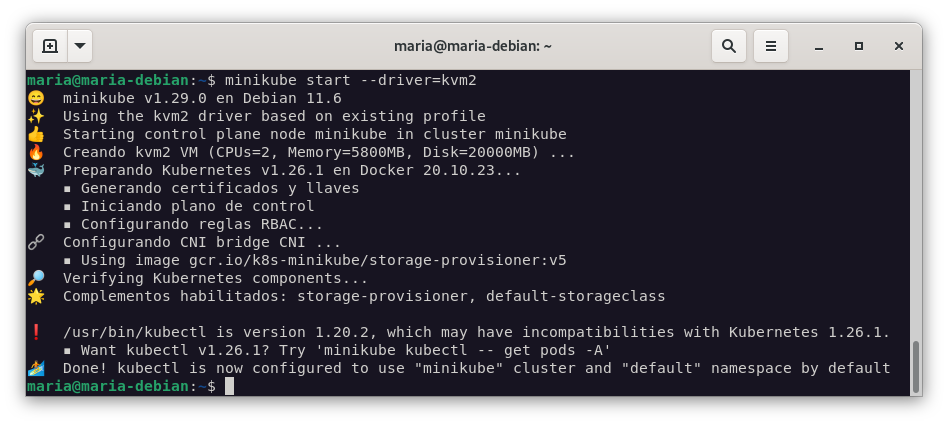 maria@maria-debian: ~
maria@maria-debian:~$ minikube start --driver=kvm2
😄 minikube v1.29.0 en Debian 11.6
✨ Using the kvm2 driver based on existing profile
👍 Starting control plane node minikube in cluster minikube
🔥 Creando kvm2 VM (CPUs=2, Memory=5800MB, Disk=20000MB) ...
🐳 Preparando Kubernetes v1.26.1 en Docker 20.10.23...
▪ Generando certificados y llaves
▪ Iniciando plano de control
▪ Configurando reglas RBAC...
🔗 Configurando CNI bridge CNI ...
▪ Using image gcr.io/k8s-minikube/storage-provisioner:v5
🔎 Verifying Kubernetes components...
🌟 Complementos habilitados: storage-provisioner, default-storageclass
❗ /usr/bin/kubectl is version 1.20.2, which may have incompatibilities with Kubernetes 1.26.1.
▪ Want kubectl v1.26.1? Try 'minikube kubectl -- get pods -A'
🏄 Done! kubectl is now configured to use "minikube" cluster and "default" namespace by default
maria@maria-debian:~$